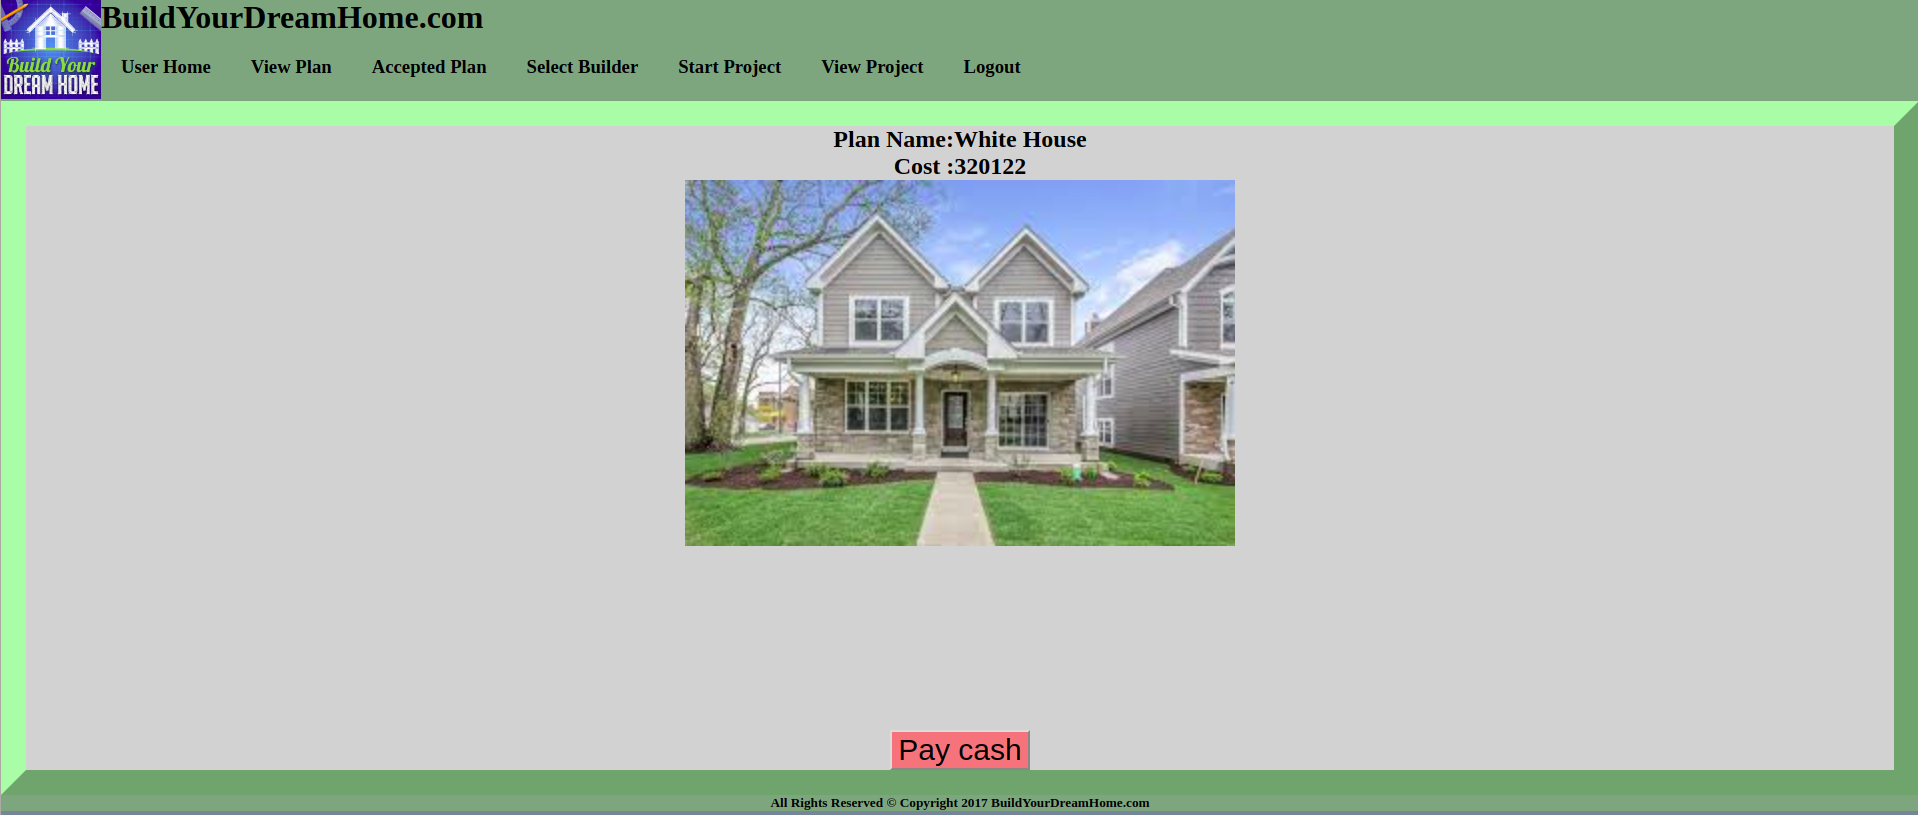 BuildYourDreamHome.com
Build Your
DREAM HOME
User Home View Plan Accepted Plan Select Builder Start Project View Project Logout
Plan Name:White House
Cost :320122
Pay cash
All Rights Reserved © Copyright 2017 BuildYourDreamHome.com